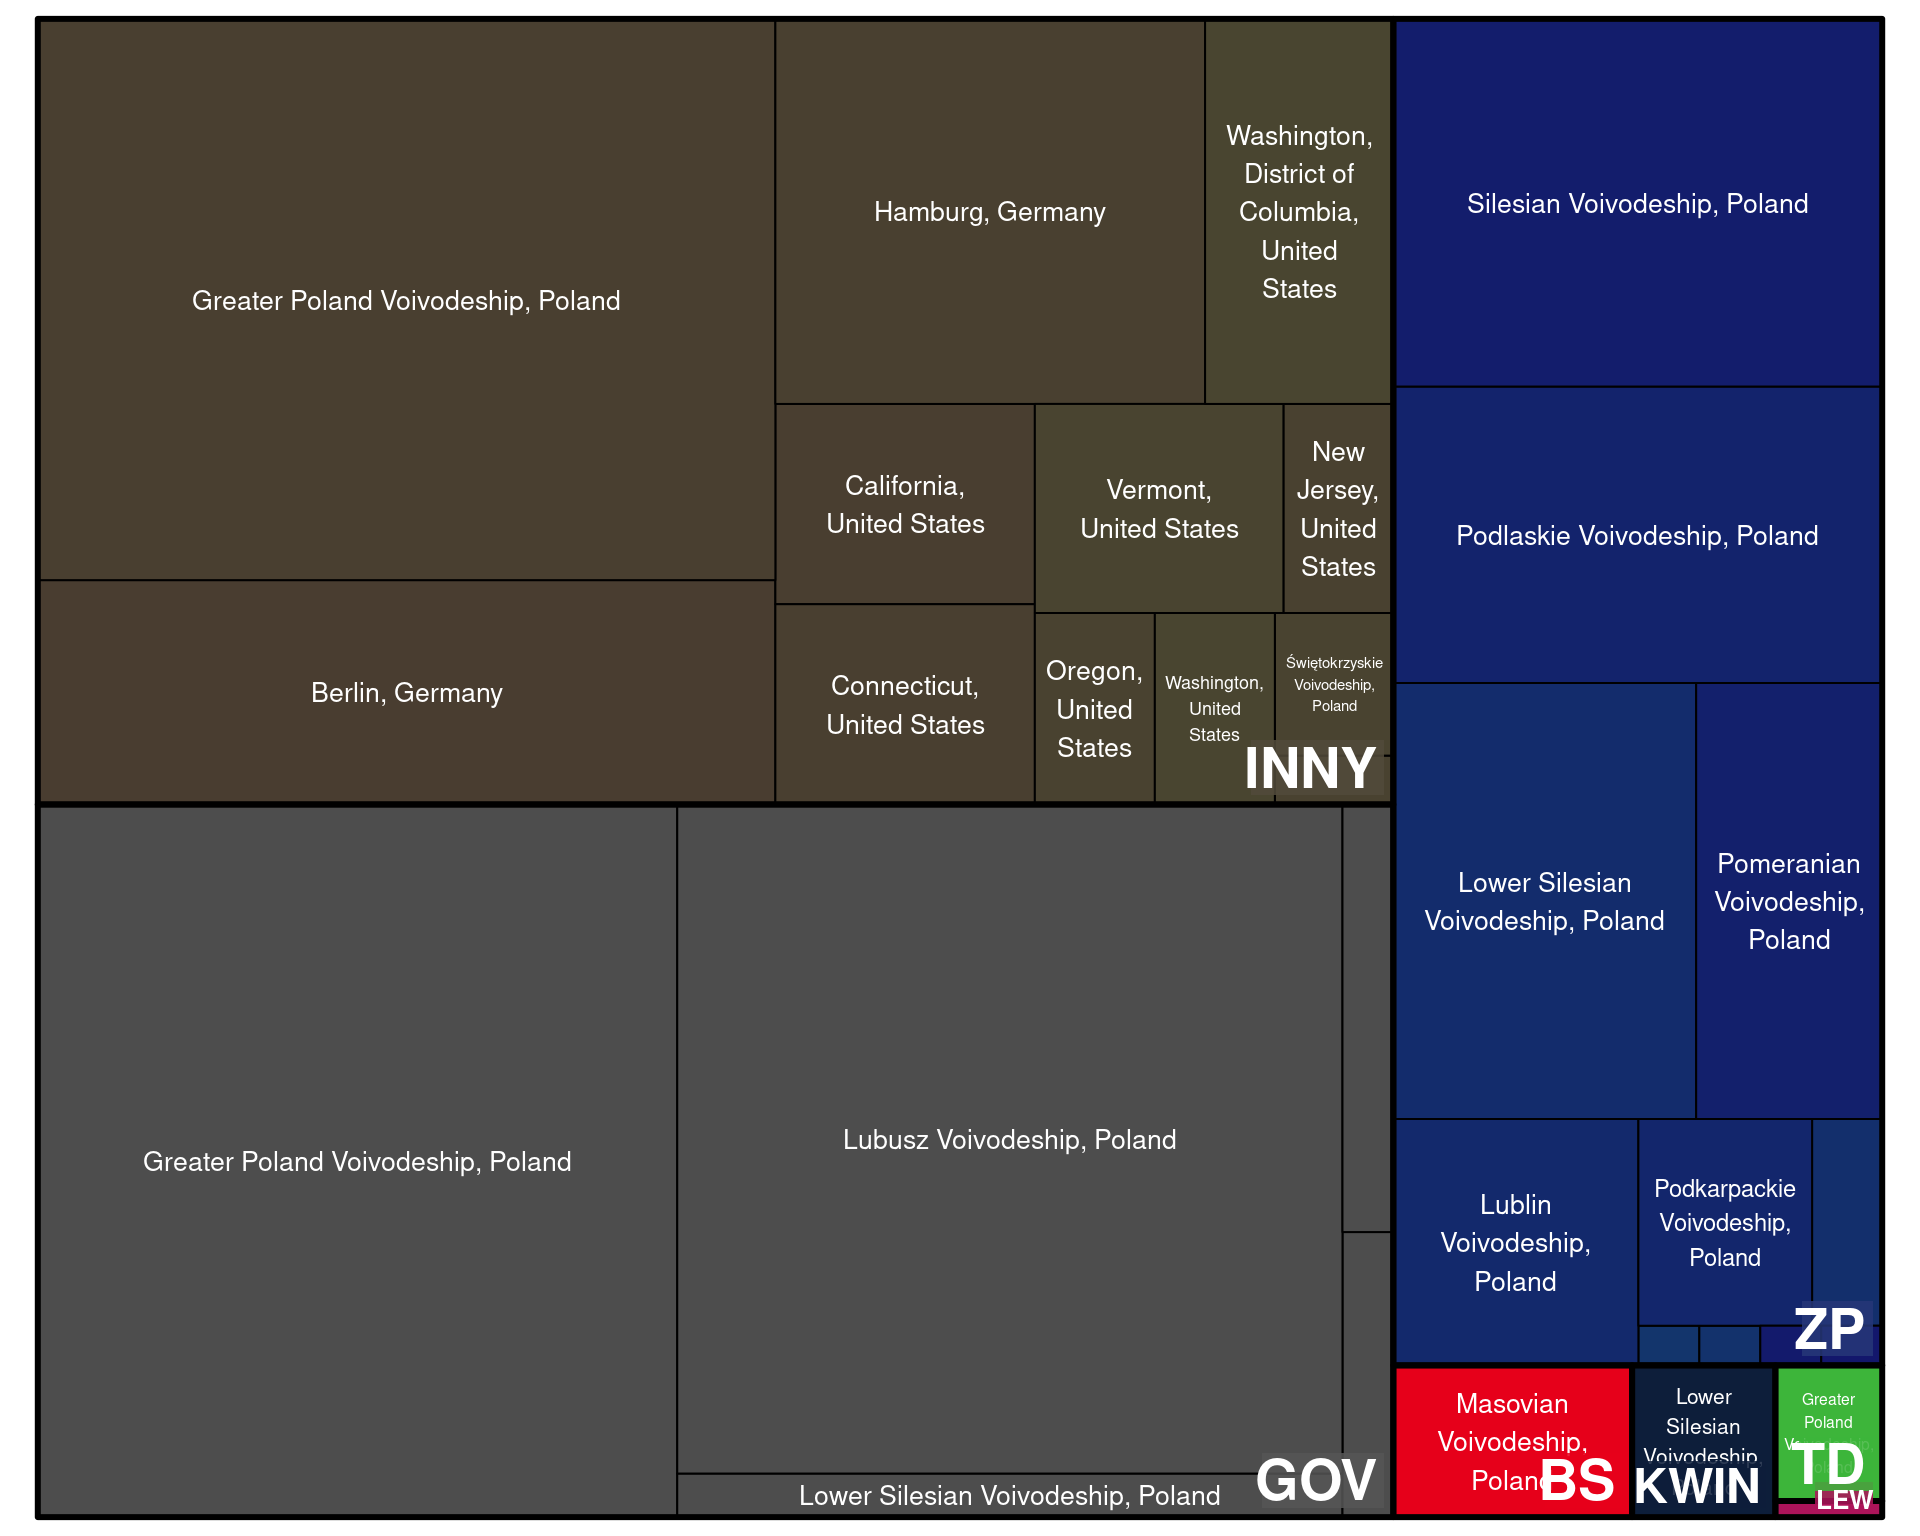 Greater Poland Voivodeship, Poland
Hamburg, Germany
Washington,
District of
Columbia,
United
States
Silesian Voivodeship, Poland
California,
United States
Vermont,
United States
New
Jersey,
United
States
Podlaskie Voivodeship, Poland
Berlin, Germany
Connecticut,
United States
Oregon,
United
States
Washington,
United
States
Świętokrzyskie
Voivodeship,
Poland
INNY
Lower Silesian
Voivodeship, Poland
Pomeranian
Voivodeship,
Poland
Greater Poland Voivodeship, Poland
Lubusz Voivodeship, Poland
Lower Silesian Voivodeship, Poland
GOV
Lublin
Voivodeship,
Poland
Podkarpackie
Voivodeship,
Poland
ZP
Masovian
Voivodeship,
Poland
BS
Lower
Silesian
Voivodeship,
KWIN
Greater
Poland
TD
LEW